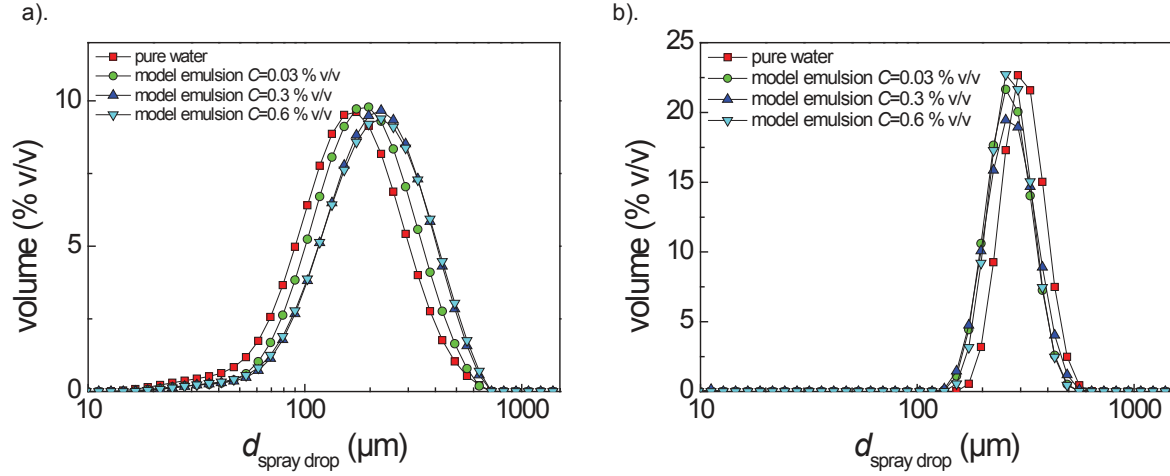 a).
pure water
model emulsion C=0.03 % v/v
model emulsion C=0.3 % v/v
model emulsion C=0.6 % v/v
volume (% v/v)
10
5
0
10
100
1000
d spray drop (µm)
b).
pure water
model emulsion C=0.03 % v/v
model emulsion C=0.3 % v/v
model emulsion C=0.6 % v/v
volume (% v/v)
25
20
15
10
5
0
10
100
1000
d spray drop (µm)